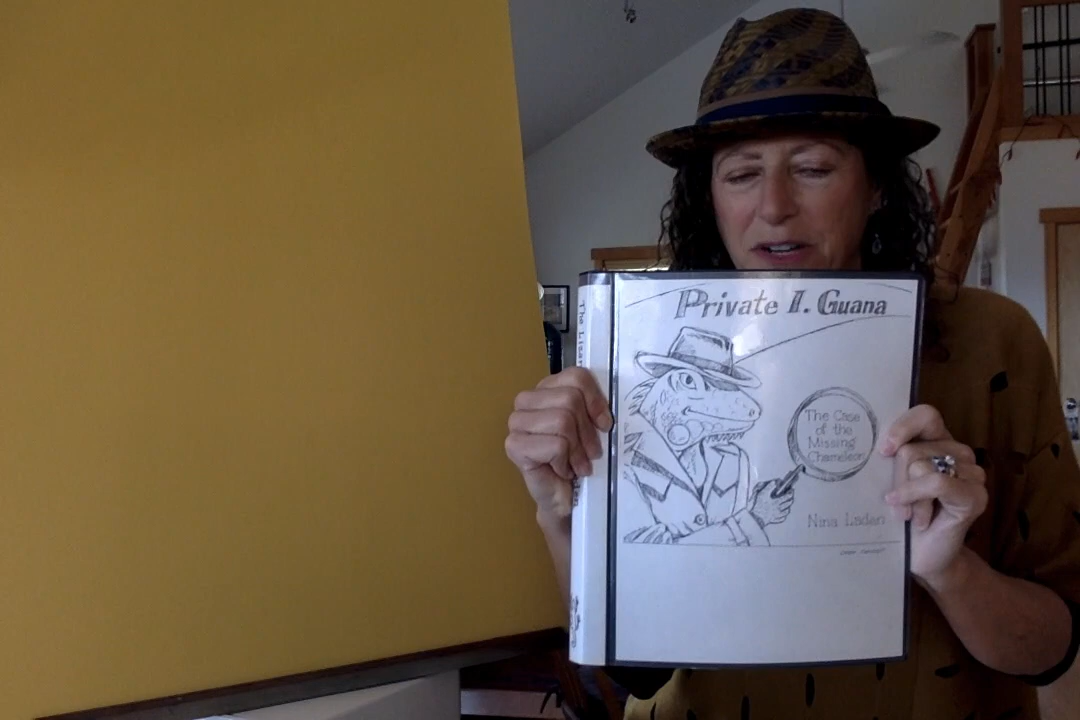 Private I. Guana
The Case
of the
Missing
Chameleon
Nina Laden